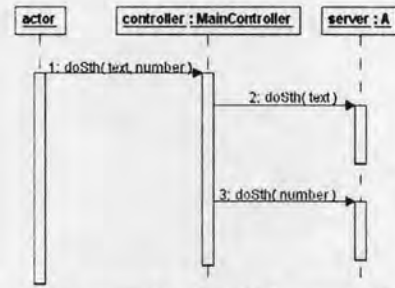 actor
controller : MainController
server : A
1: doSth( text, number )
2: doSth( text )
3: doSth( number )